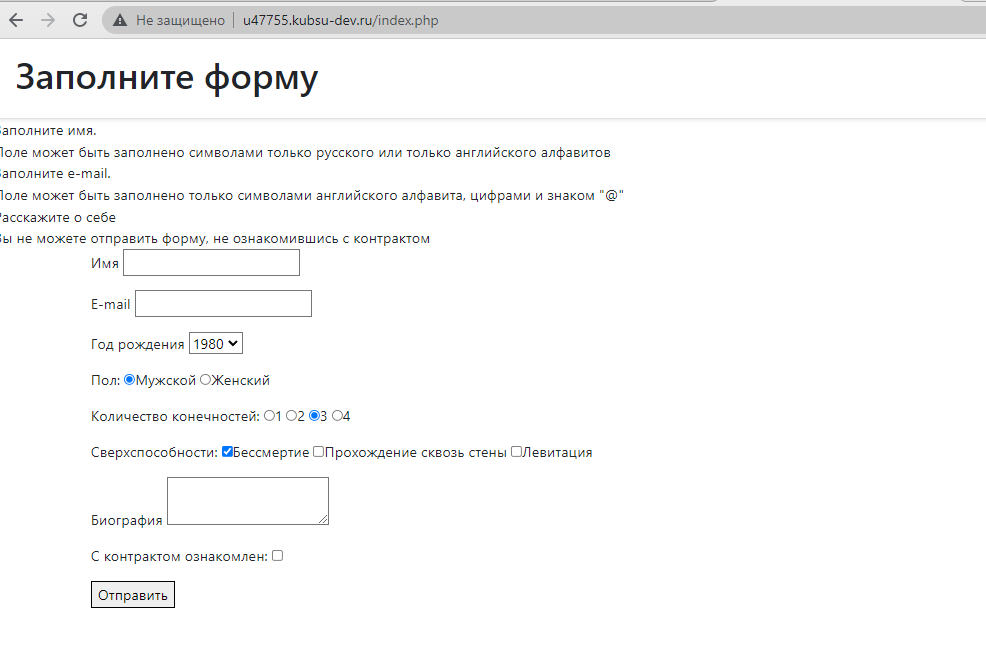 Не защищено u47755.kubsu-dev.ru/index.php
Заполните форму
Заполните имя.
Поле может быть заполнено символами только русского или только английского алфавитов
Заполните e-mail.
Поле может быть заполнено только символами английского алфавита, цифрами и знаком "@"
Расскажите о себе
Вы не можете отправить форму, не ознакомившись с контрактом
Имя
E-mail
Год рождения 1980
Пол: Мужской Женский
Количество конечностей: 1 2 3 4
Сверхспособности: Бессмертие Прохождение сквозь стены Левитация
Биография
С контрактом ознакомлен:
Отправить